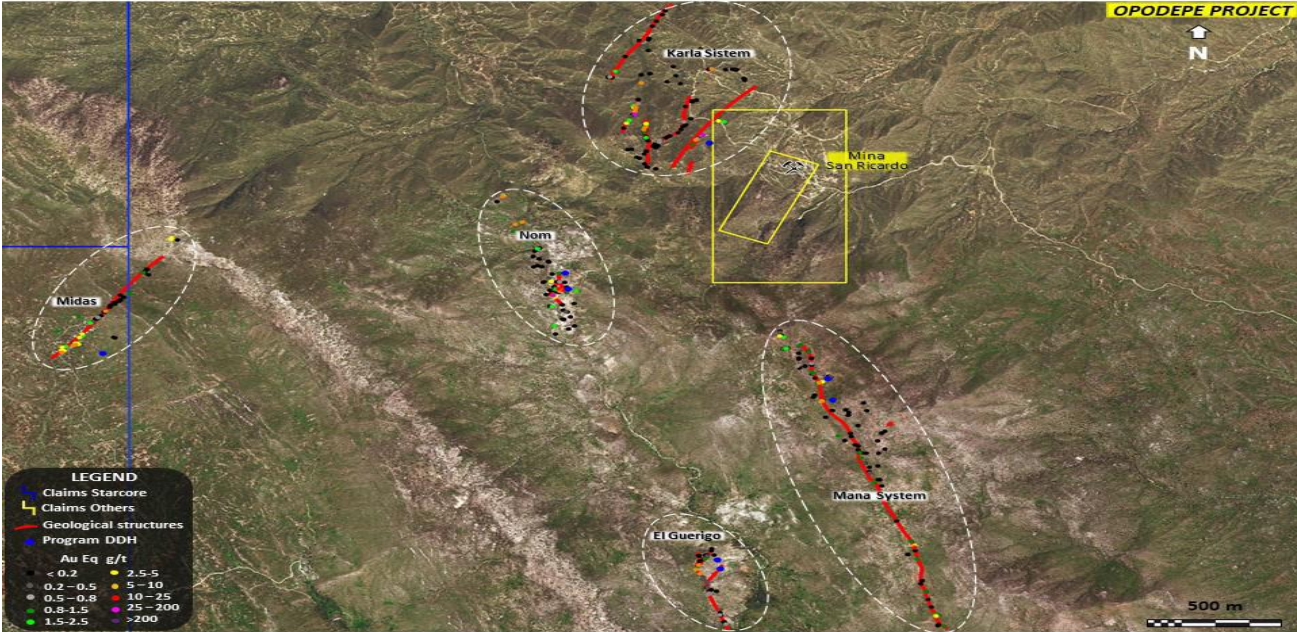 OPODEPE PROJECT
N
Karla Sistem
Mina
San Ricardo
Nom
Midas
Mana System
El Guerigo
LEGEND
Claims Starcore
Claims Others
Geological structures
Program DDH
Au Eq g/t
< 0.2
0.2 – 0.5
0.5 – 0.8
0.8-1.5
1.5-2.5
2.5-5
5 – 10
10 – 25
25 – 200
>200
500 m